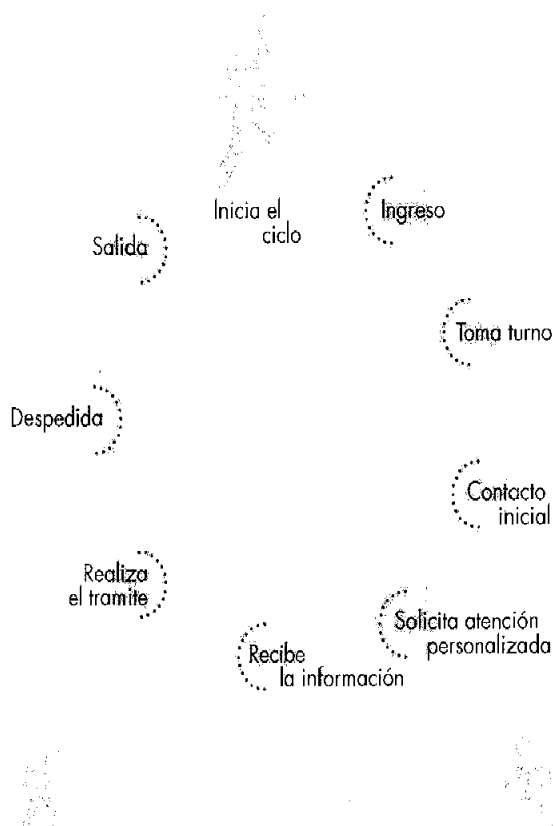 Inicia el
ciclo
Ingreso
Toma turno
Contacto
inicial
Solicita atención
personalizada
Recibe
la información
Realiza
el tramite
Despedida
Salida